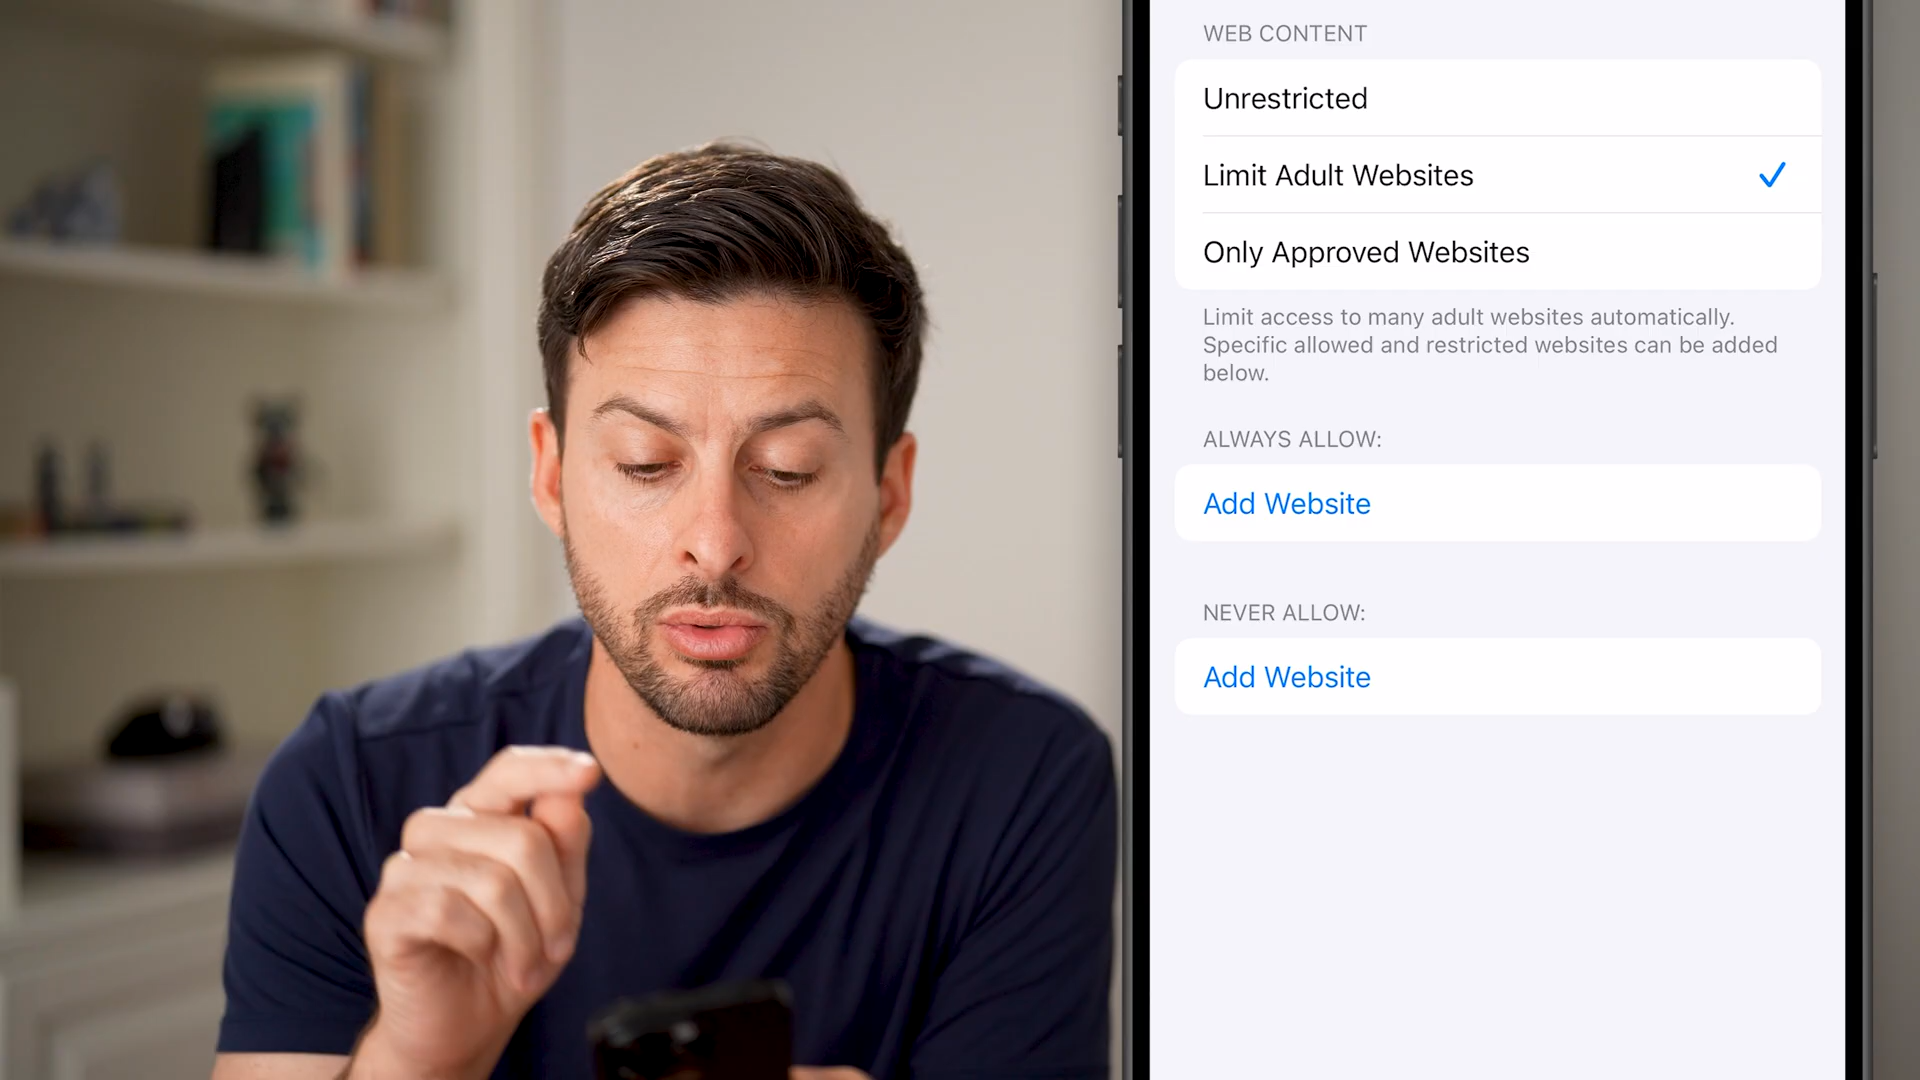 WEB CONTENT
Unrestricted
Limit Adult Websites
Only Approved Websites
Limit access to many adult websites automatically.
Specific allowed and restricted websites can be added
below.
ALWAYS ALLOW:
Add Website
NEVER ALLOW:
Add Website